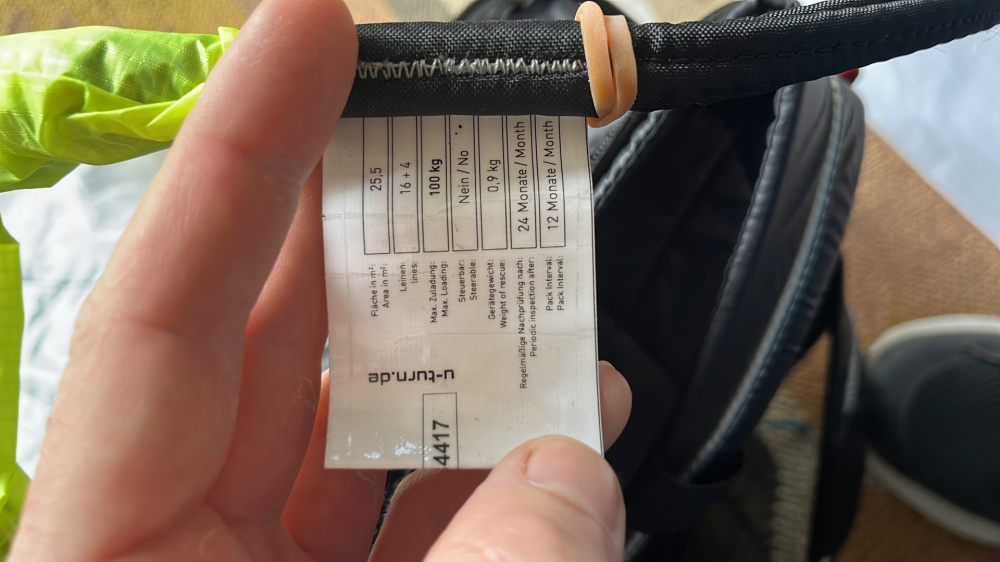 Fläche in m²:
Area in m²:
25,5
Leinen:
lines:
16 + 4
Max. Zuladung:
Max. Loading:
100 kg
Steuerbar:
Steerable:
Nein / No
Gerätegewicht:
Weight of rescue:
0,9 kg
Regelmäßige Nachprüfung nach:
Periodic inspection after:
24 Monate / Month
Pack Interval:
Pack Interval:
12 Monate / Month
u-turn.de
4417